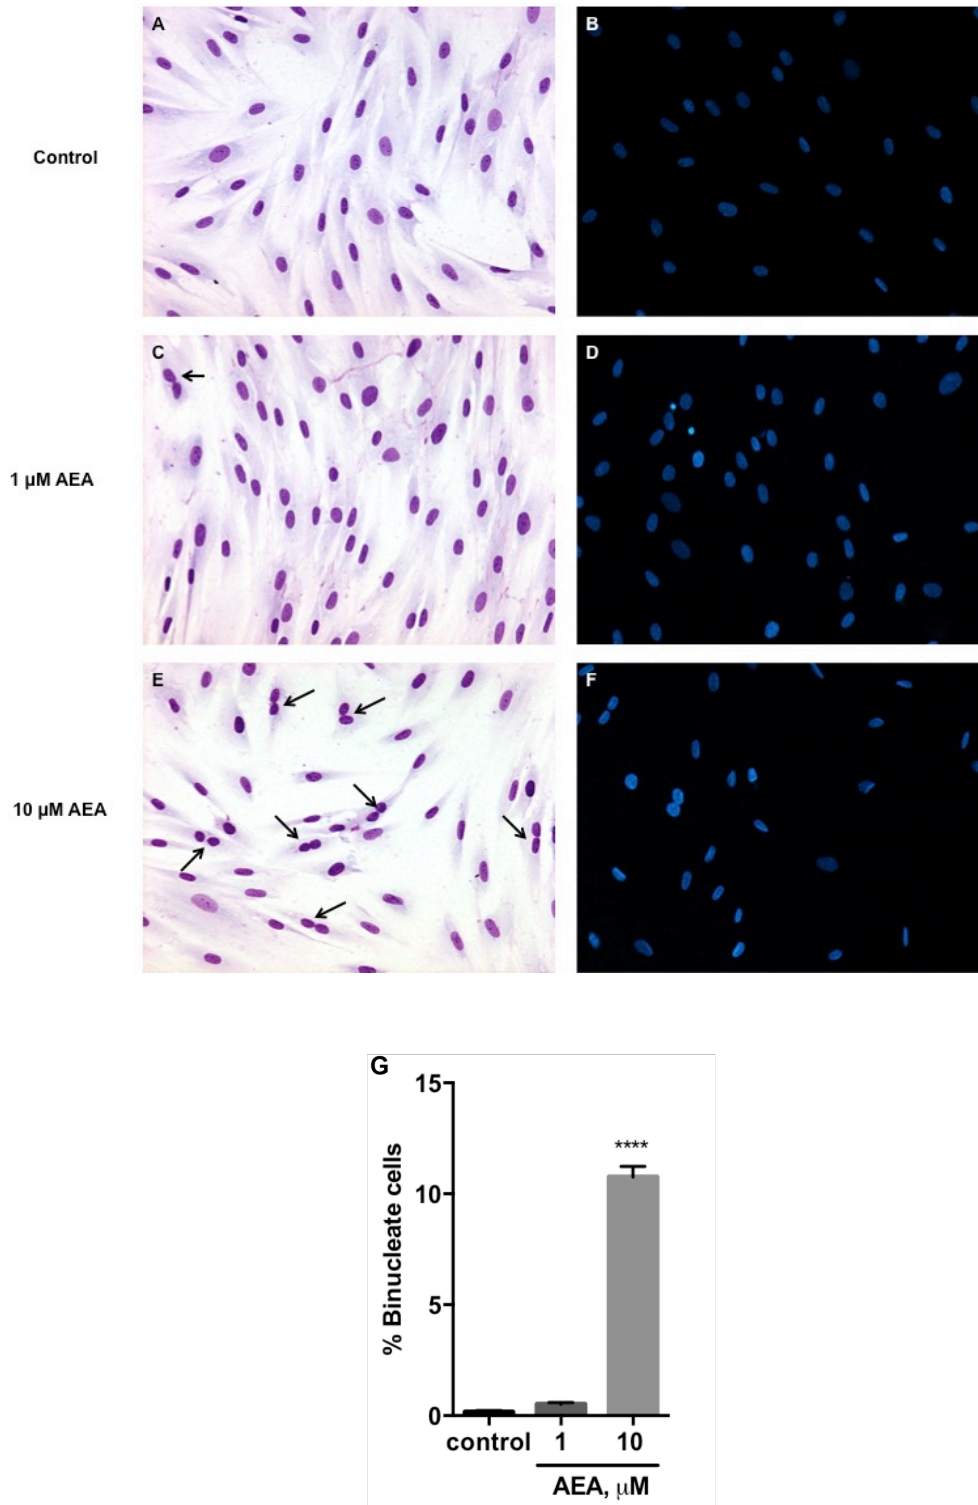 A
B
Control
C
D
1 µM AEA
E
F
10 µM AEA
G
15
10
5
0
% Binucleate cells
****
control 1 10
AEA, µM